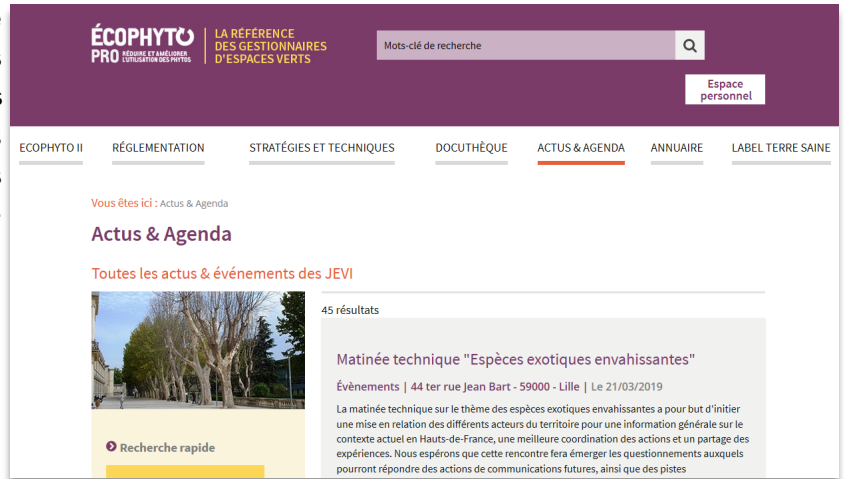 ÉCOPHYTO
PRO RÉDUIRE ET AMÉLIORER
L'UTILISATION DES PHYTOS
LA RÉFÉRENCE
DES GESTIONNAIRES
D'ESPACES VERTS
Mots-clé de recherche
Espace
personnel
ECOPHYTO II RÉGLEMENTATION STRATÉGIES ET TECHNIQUES DOCUTHÈQUE ACTUS & AGENDA ANNUAIRE LABEL TERRE SAINE
Vous êtes ici : Actus & Agenda
Actus & Agenda
Toutes les actus & événements des JEVI
45 résultats
Matinée technique "Espèces exotiques envahissantes"
Évènements | 44 ter rue Jean Bart - 59000 - Lille | Le 21/03/2019
La matinée technique sur le thème des espèces exotiques envahissantes a pour but d'initier
une mise en relation des différents acteurs du territoire pour une information générale sur le
contexte actuel en Hauts-de-France, une meilleure coordination des actions et un partage des
expériences. Nous espérons que cette rencontre fera émerger les questionnements auxquels
pourront répondre des actions de communications futures, ainsi que des pistes
Recherche rapide